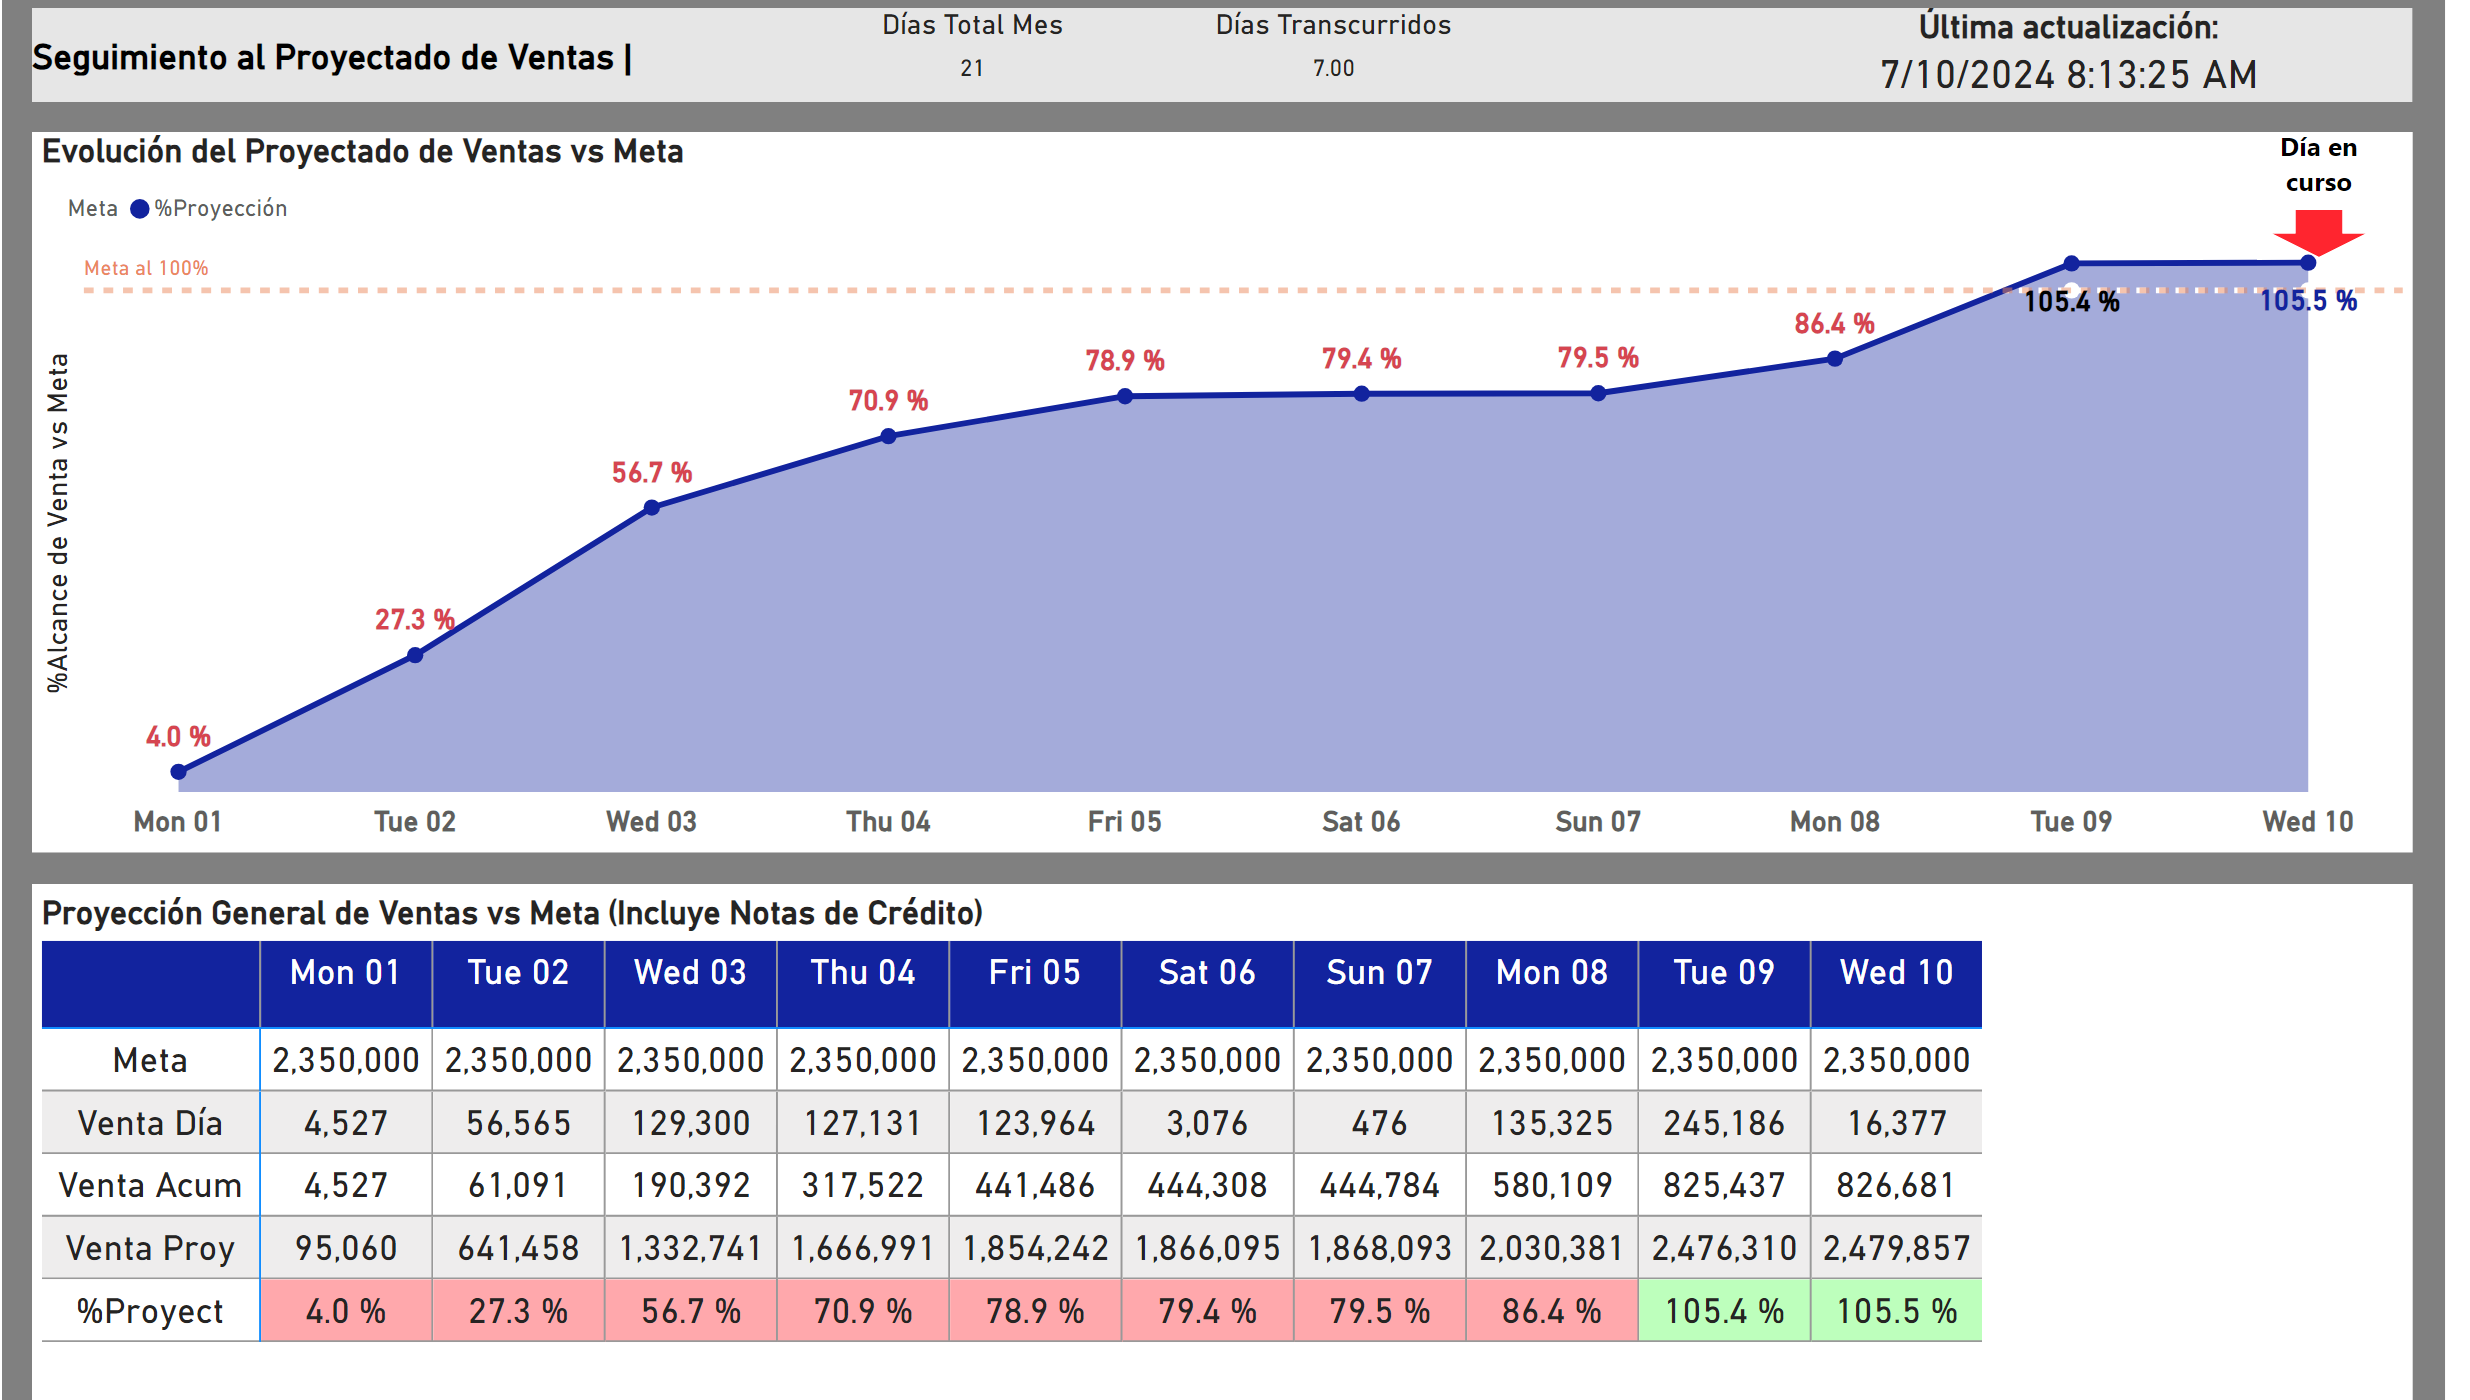 Seguimiento al Proyectado de Ventas |
Días Total Mes
21
Días Transcurridos
7.00
Última actualización:
7/10/2024 8:13:25 AM
Evolución del Proyectado de Ventas vs Meta
Día en
curso
Meta %Proyección
Meta al 100%
%Alcance de Venta vs Meta
4.0 %
27.3 %
56.7 %
70.9 %
78.9 %
79.4 %
79.5 %
86.4 %
105.4 %
105.5 %
Mon 01 Tue 02 Wed 03 Thu 04 Fri 05 Sat 06 Sun 07 Mon 08 Tue 09 Wed 10
Proyección General de Ventas vs Meta (Incluye Notas de Crédito)
Mon 01 Tue 02 Wed 03 Thu 04 Fri 05 Sat 06 Sun 07 Mon 08 Tue 09 Wed 10
Meta 2,350,000 2,350,000 2,350,000 2,350,000 2,350,000 2,350,000 2,350,000 2,350,000 2,350,000 2,350,000
Venta Día 4,527 56,565 129,300 127,131 123,964 3,076 476 135,325 245,186 16,377
Venta Acum 4,527 61,091 190,392 317,522 441,486 444,308 444,784 580,109 825,437 826,681
Venta Proy 95,060 641,458 1,332,741 1,666,991 1,854,242 1,866,095 1,868,093 2,030,381 2,476,310 2,479,857
%Proyect 4.0 % 27.3 % 56.7 % 70.9 % 78.9 % 79.4 % 79.5 % 86.4 % 105.4 % 105.5 %